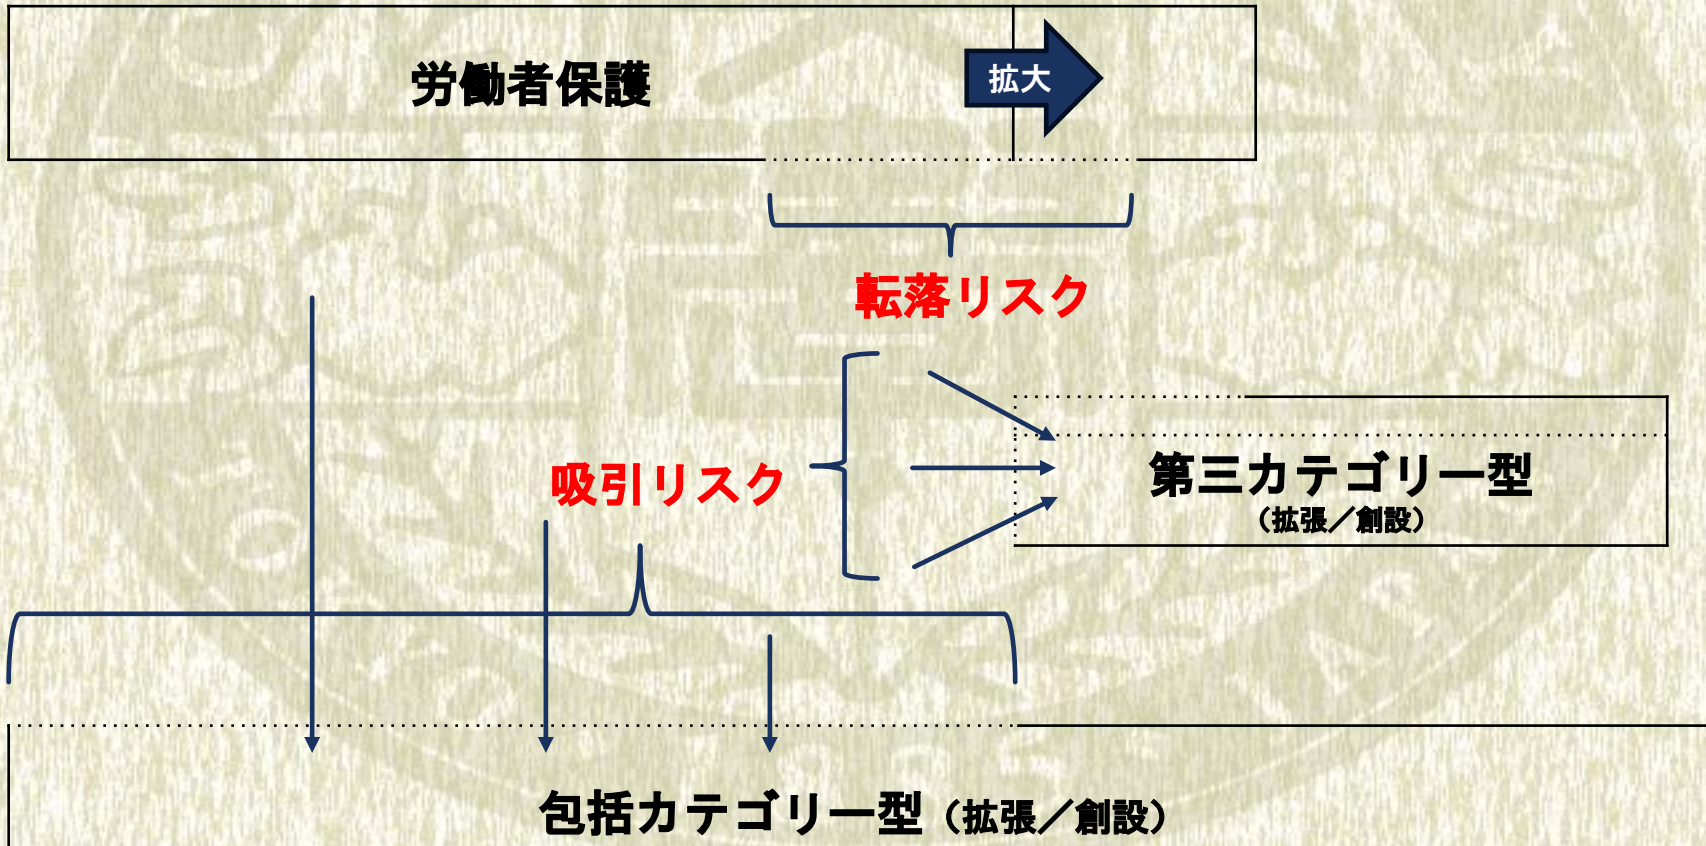 労働者保護
拡大
転落リスク
吸引リスク
第三カテゴリー型
（拡張／創設）
包括カテゴリー型（拡張／創設）